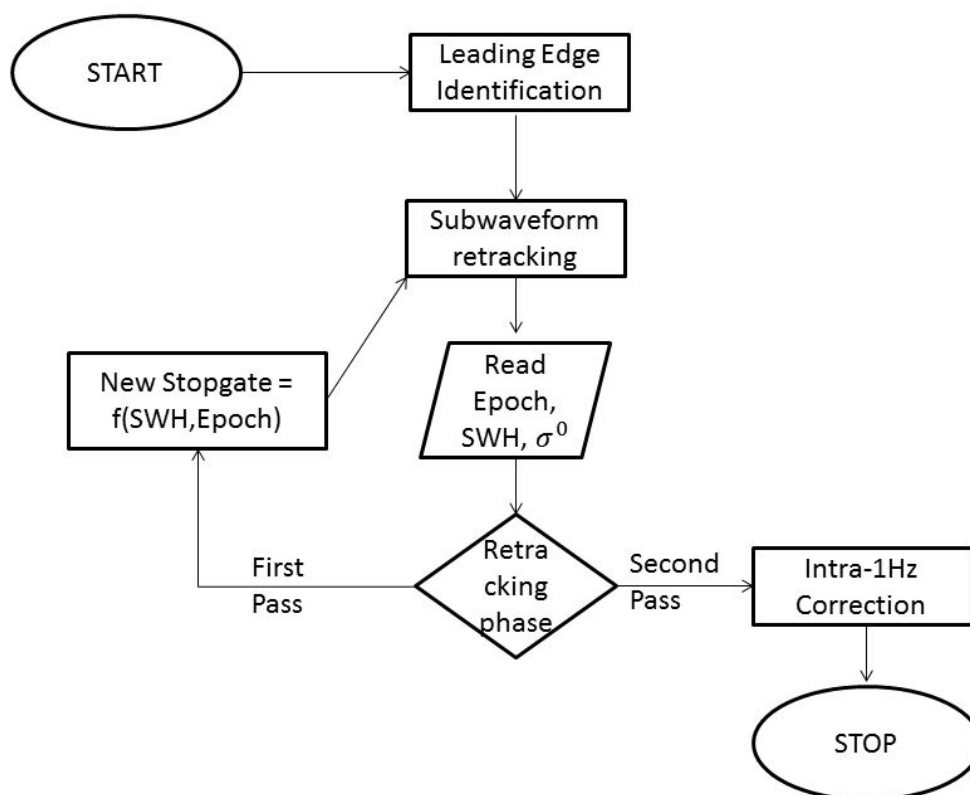 START
Leading Edge
Identification
Subwaveform
retracking
New Stopgate =
f(SWH,Epoch)
Read
Epoch,
SWH, σ⁰
First
Pass
Retra
cking
phase
Second
Pass
Intra-1Hz
Correction
STOP